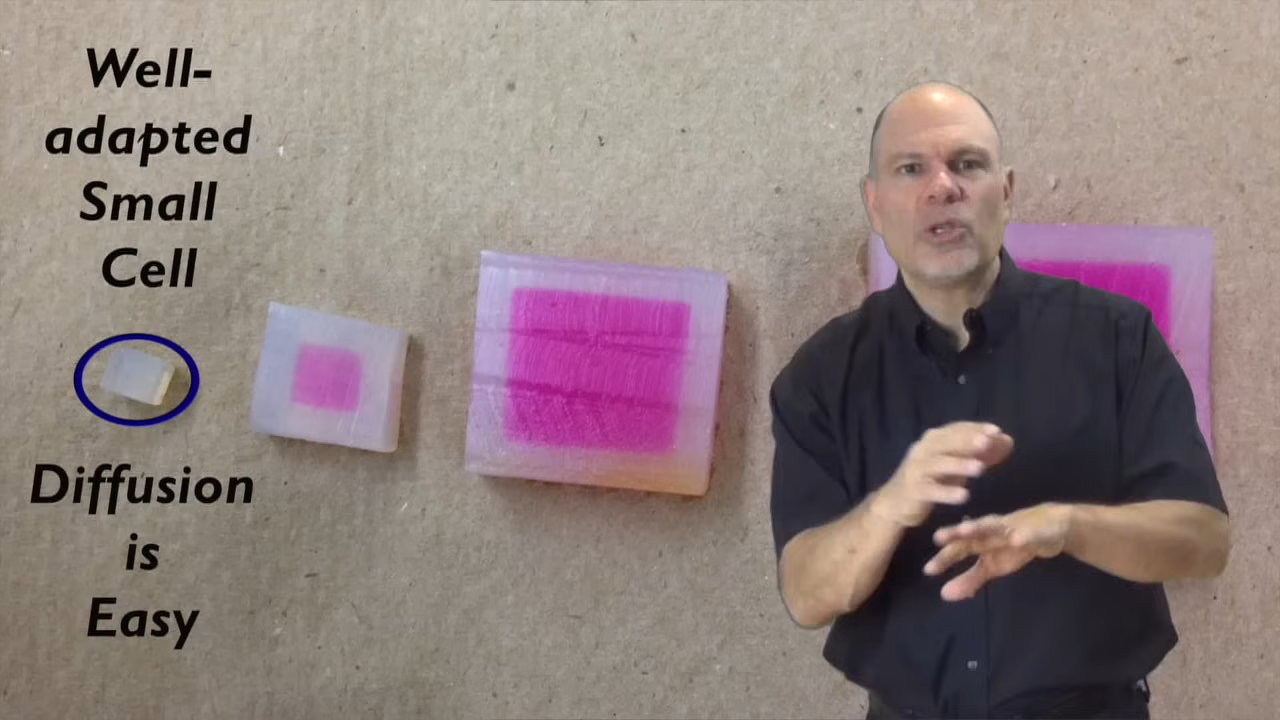 Well-
adapted
Small
Cell
Diffusion
is
Easy